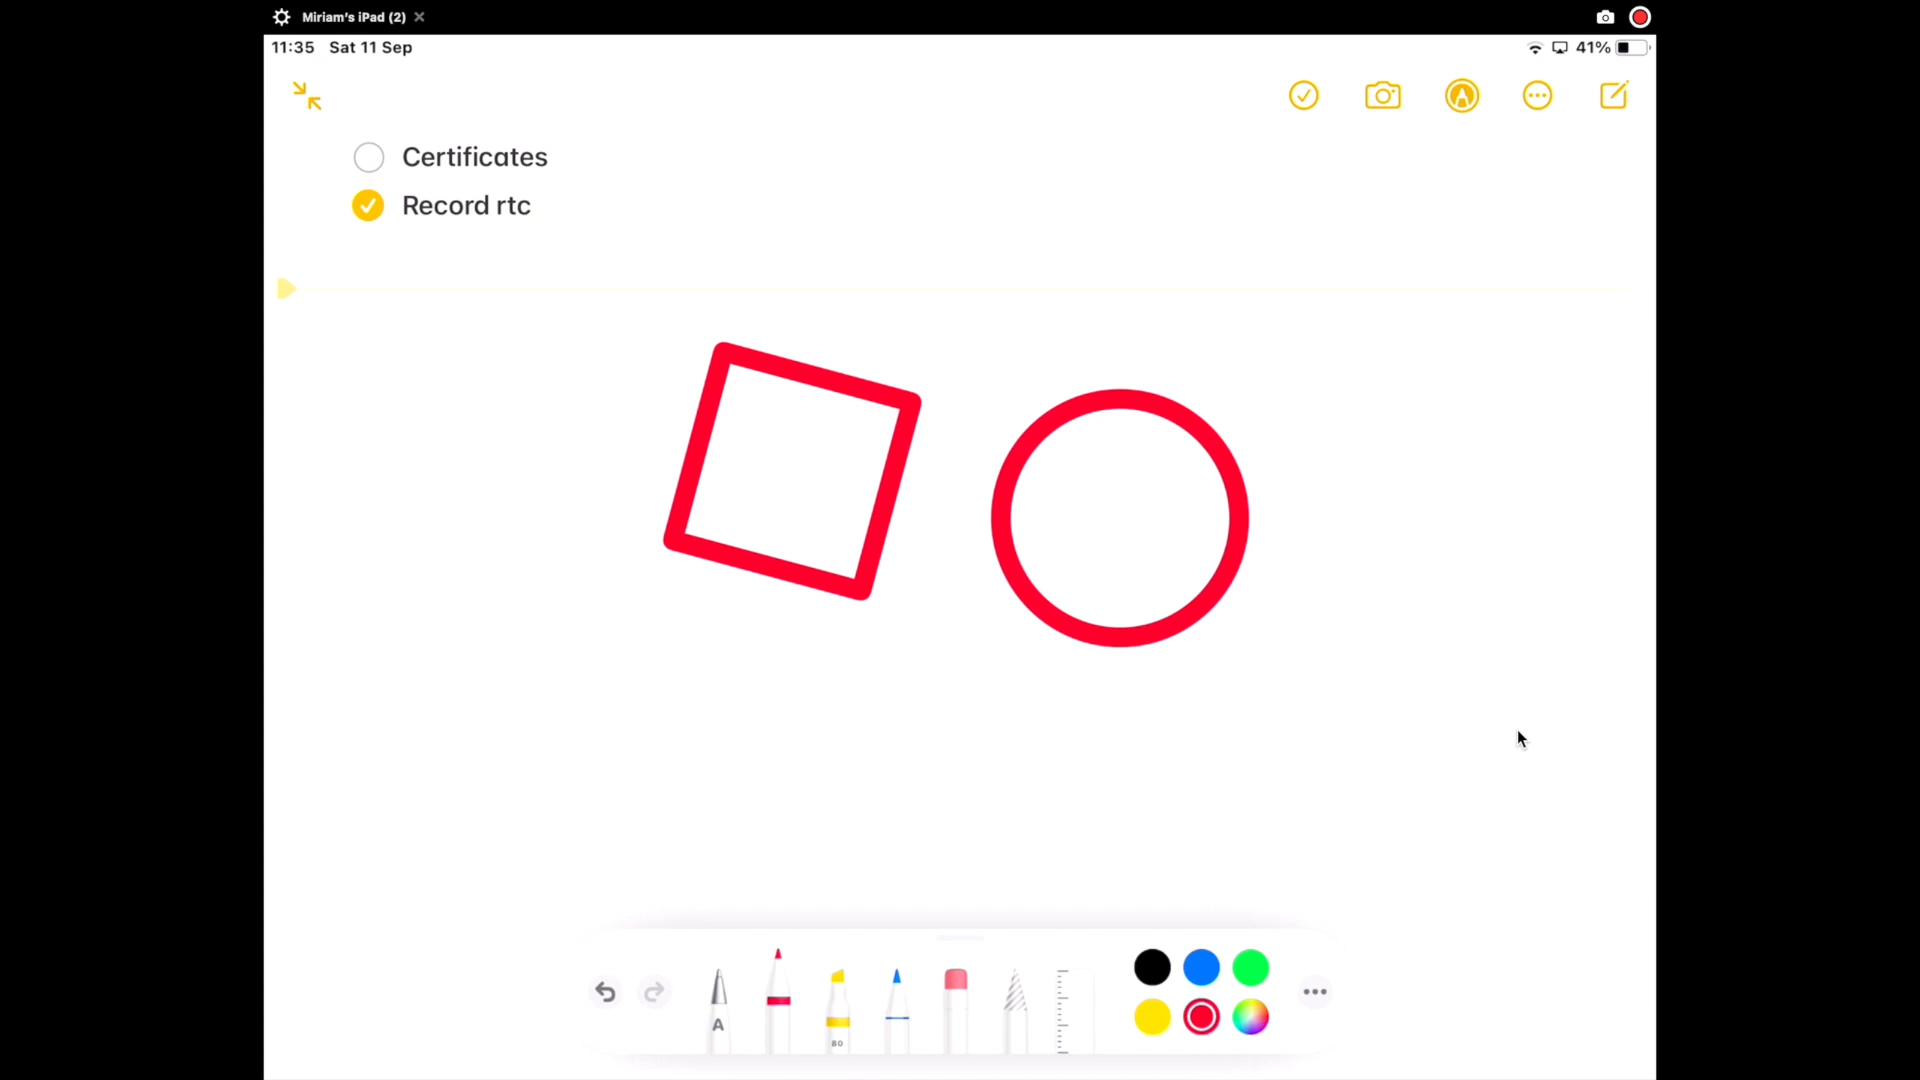 Miriam's iPad (2)
11:35 Sat 11 Sep
41%
Certificates
Record rtc
A
80